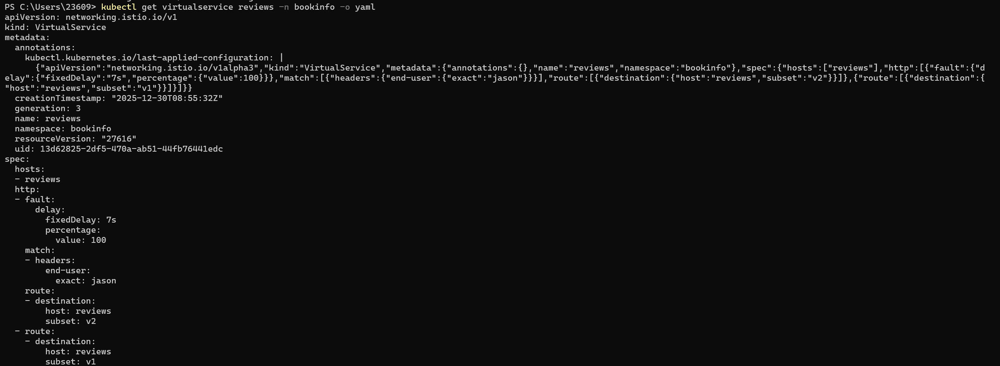 PS C:\Users\23609> kubectl get virtualservice reviews -n bookinfo -o yaml
apiVersion: networking.istio.io/v1
kind: VirtualService
metadata:
  annotations:
    kubectl.kubernetes.io/last-applied-configuration: |
      {"apiVersion":"networking.istio.io/v1alpha3","kind":"VirtualService","metadata":{"annotations":{},"name":"reviews","namespace":"bookinfo"},"spec":{"hosts":["reviews"],"http":[{"fault":{"d
elay":{"fixedDelay":"7s","percentage":{"value":100}}},"match":[{"headers":{"end-user":{"exact":"jason"}}}],"route":[{"destination":{"host":"reviews","subset":"v2"}}]},{"route":[{"destination":{
"host":"reviews","subset":"v1"}}]}]}}
  creationTimestamp: "2025-12-30T08:55:32Z"
  generation: 3
  name: reviews
  namespace: bookinfo
  resourceVersion: "27616"
  uid: 13d62825-2df5-470a-ab51-44fb76441edc
spec:
  hosts:
  - reviews
  http:
  - fault:
      delay:
        fixedDelay: 7s
        percentage:
          value: 100
    match:
    - headers:
        end-user:
          exact: jason
    route:
    - destination:
        host: reviews
        subset: v2
  - route:
    - destination:
        host: reviews
        subset: v1